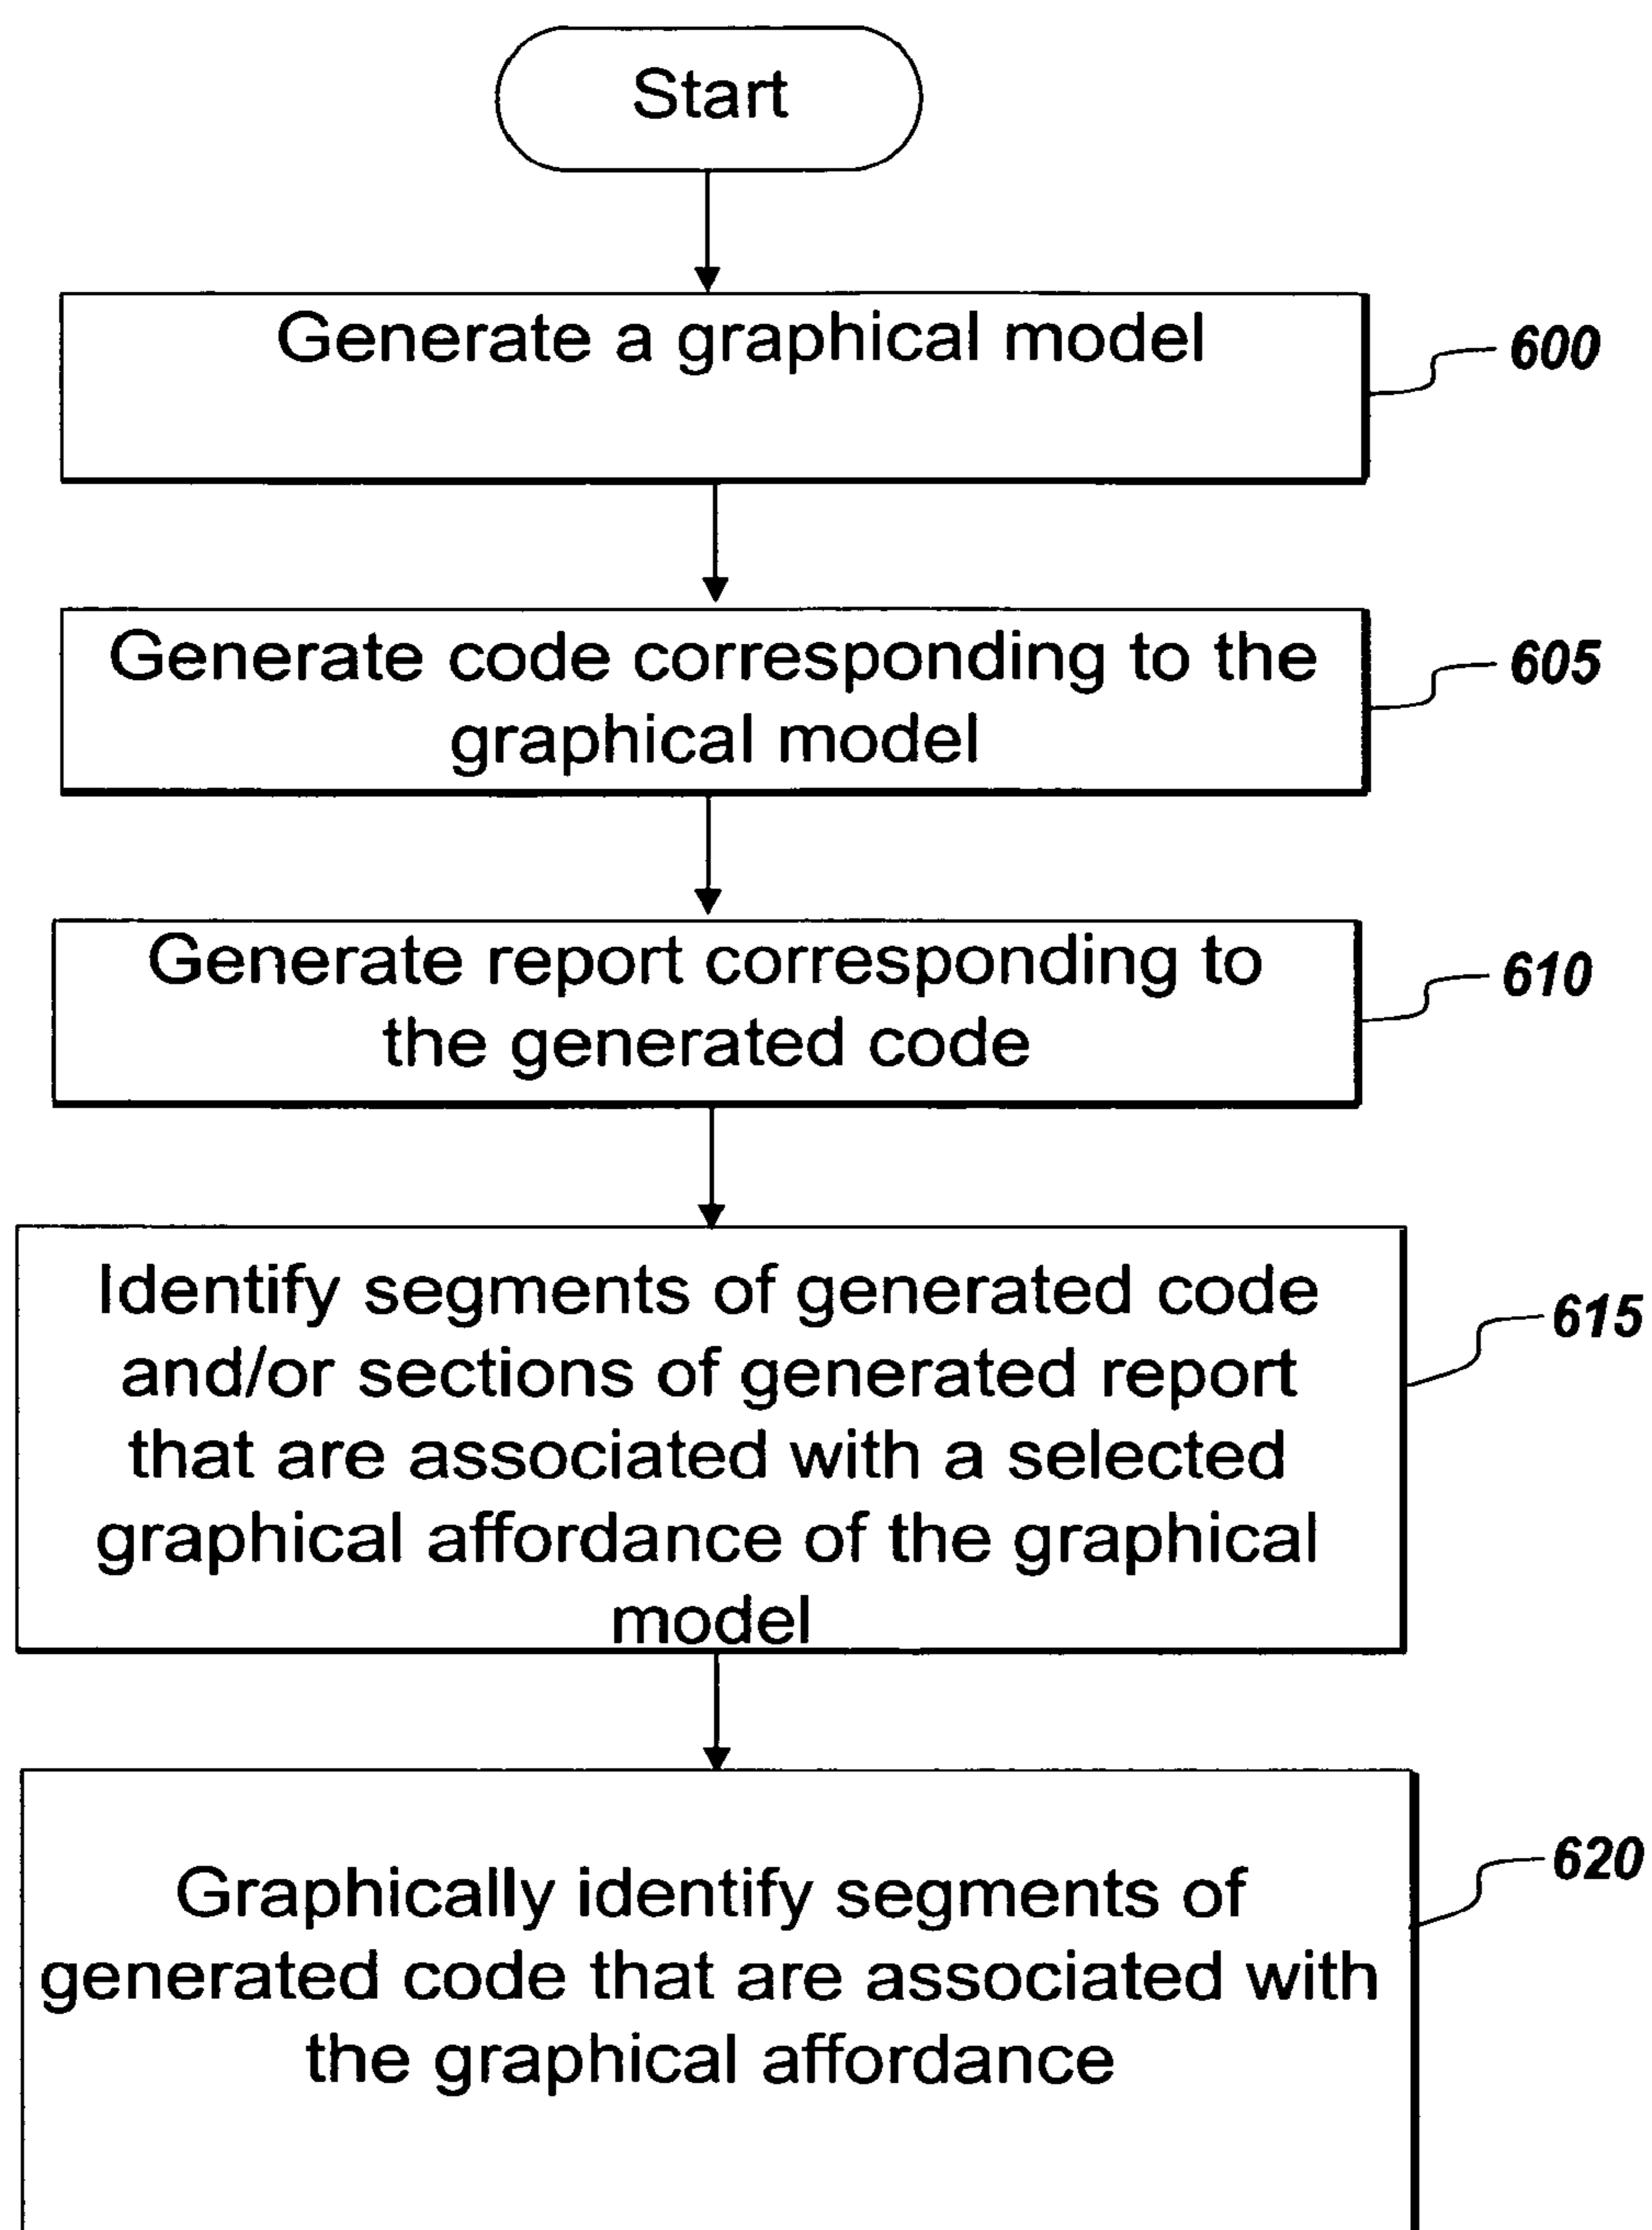 Start
Generate a graphical model
600
Generate code corresponding to the
graphical model
605
Generate report corresponding to
the generated code
610
Identify segments of generated code
and/or sections of generated report
that are associated with a selected
graphical affordance of the graphical
model
615
Graphically identify segments of
generated code that are associated with
the graphical affordance
620